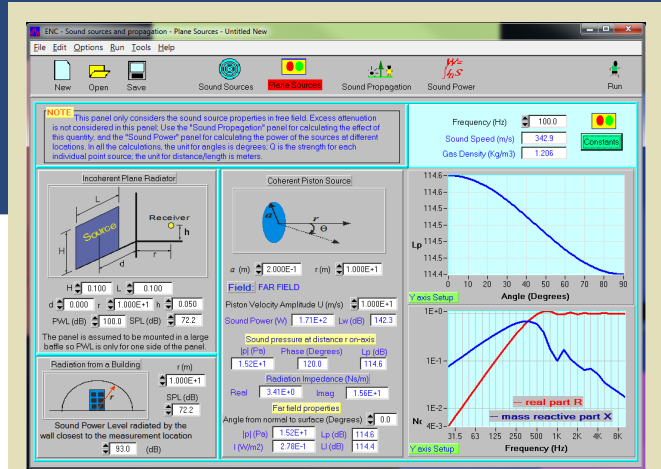 ENC - Sound sources and propagation - Plane Sources - Untitled New
File Edit Options Run Tools Help
W=
∫IₙS
New Open Save Sound Sources Plane Sources Sound Propagation Sound Power Run
NOTE This panel only considers the sound source properties in free field. Excess attenuation
is not considered in this panel; Use the "Sound Propagation" panel for calculating the effect of
this quantity, and the "Sound Power" panel for calculating the power of the sources at different
locations. In all the calculations, the unit for angles is degrees; Q is the strength for each
individual point source; the unit for distance/length is meters.
Frequency (Hz) 100.0
Sound Speed (m/s) 342.9
Gas Density (Kg/m3) 1.206
Constants
Incoherent Plane Radiator
L
Source
H
Receiver
h
r
d
H 0.100 L 0.100
d 0.000 r 1.000E+1 h 0.050
PWL (dB) 100.0 SPL (dB) 72.2
The panel is assumed to be mounted in a large
baffle so PWL is only for one side of the panel.
Radiation from a Building
r (m)
1.000E+1
r
SPL (dB)
72.2
Sound Power Level radiated by the
wall closest to the measurement location
93.0 (dB)
Coherent Piston Source
a
r
Θ
a (m) 2.000E-1 r (m) 1.000E+1
Field: FAR FIELD
Piston Velocity Amplitude U (m/s) 1.000E+1
Sound Power (W) 1.71E+2 Lw (dB) 142.3
Sound pressure at distance r on-axis
|p| (Pa) Phase (Degrees) Lp (dB)
1.52E+1 120.0 114.6
Radiation Impedance (Ns/m)
Real 3.41E+0 Imag 1.56E+1
Far field properties
Angle from normal to surface (Degrees) 0.0
|p| (Pa) 1.52E+1 Lp (dB) 114.6
I (W/m2) 2.78E-1 LI (dB) 114.4
114.6
114.6
114.5
Lp
114.5
114.5
114.4
10 20 30 40 50 60 70 80 90
Y axis Setup
Angle (Degrees)
1E+0
1E-1
real part R
1E-2
mass reactive part X
Nr
4E-3
31.5 63 125 250 500 1K 2K 4K 8K
Y axis Setup
Frequency (Hz)